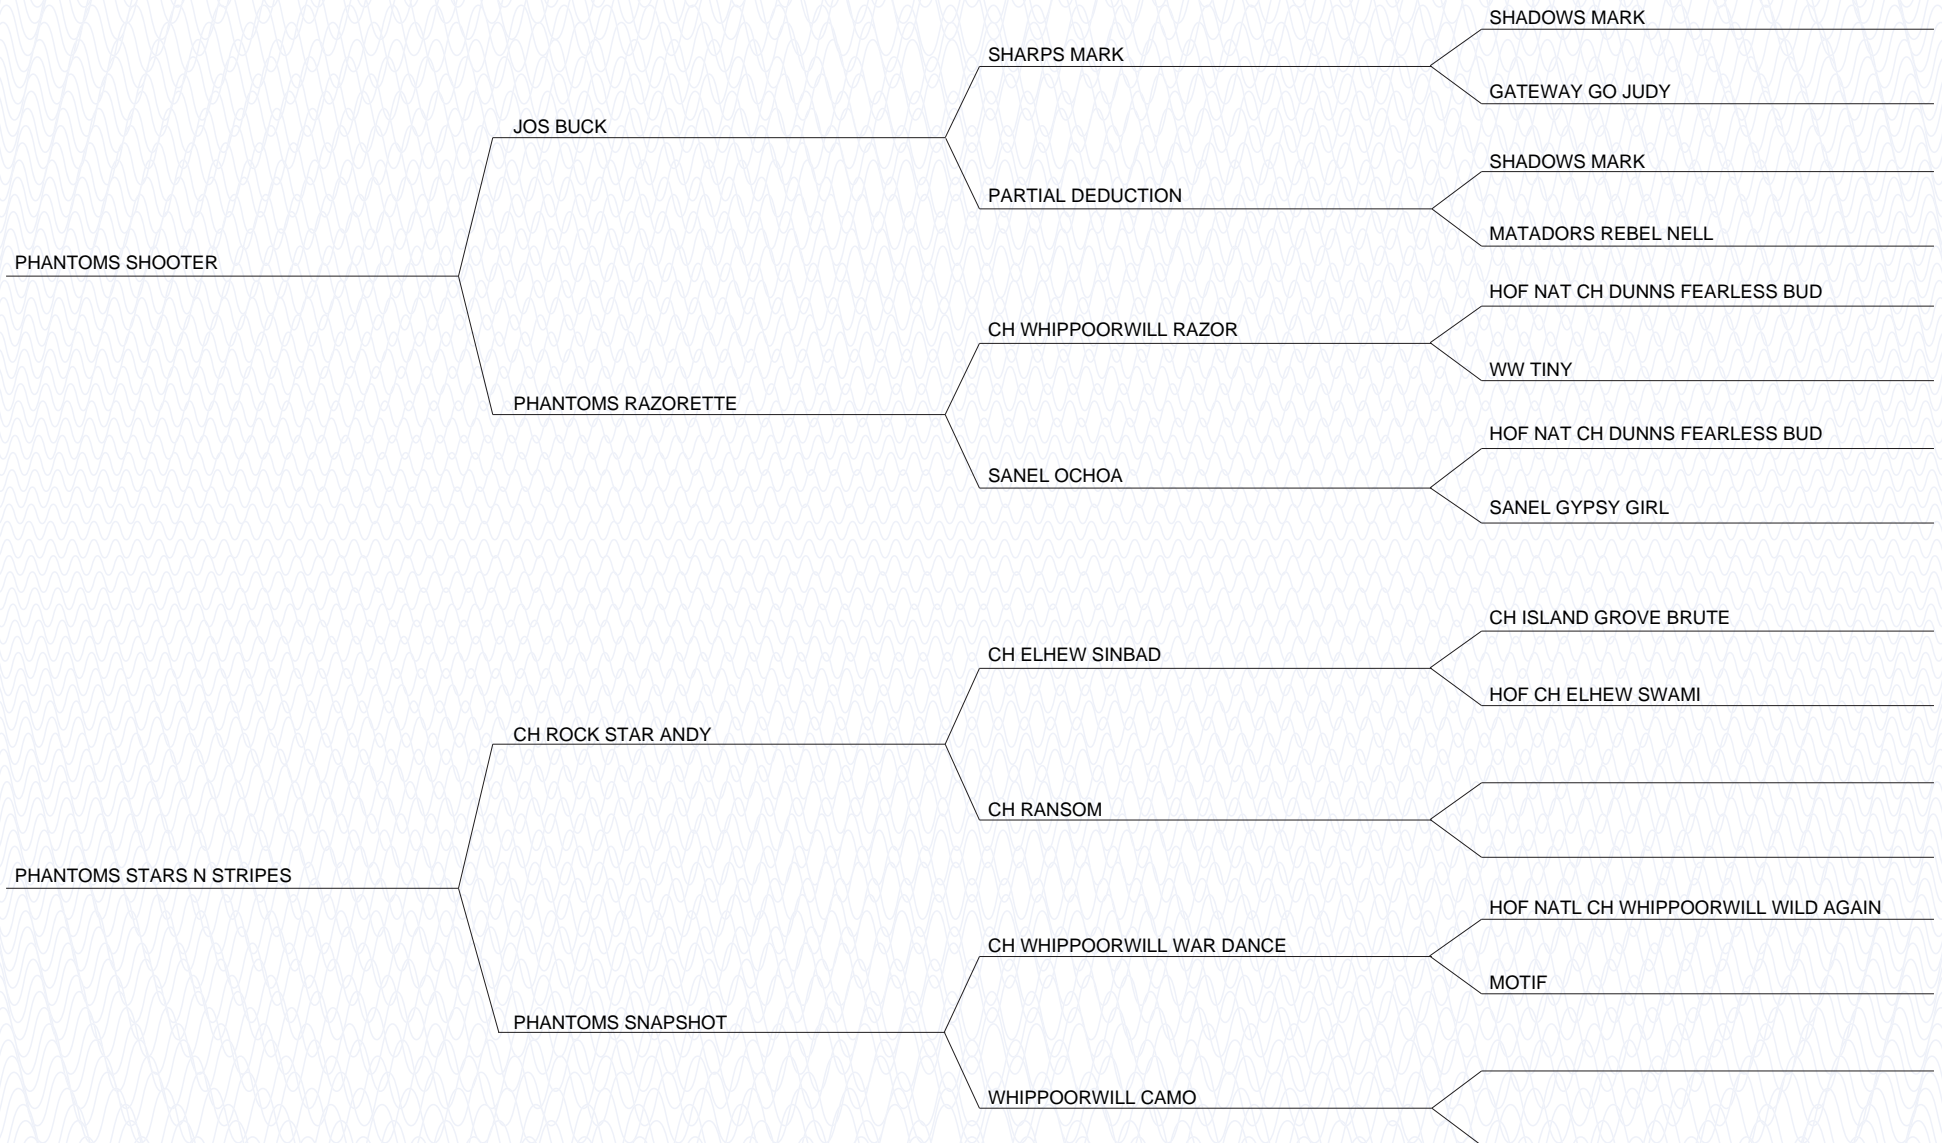 SHADOWS MARK
SHARPS MARK
GATEWAY GO JUDY
JOS BUCK
SHADOWS MARK
PARTIAL DEDUCTION
MATADORS REBEL NELL
PHANTOMS SHOOTER
HOF NAT CH DUNNS FEARLESS BUD
CH WHIPPOORWILL RAZOR
WW TINY
PHANTOMS RAZORETTE
HOF NAT CH DUNNS FEARLESS BUD
SANEL OCHOA
SANEL GYPSY GIRL
CH ISLAND GROVE BRUTE
CH ELHEW SINBAD
HOF CH ELHEW SWAMI
CH ROCK STAR ANDY
CH RANSOM
PHANTOMS STARS N STRIPES
HOF NATL CH WHIPPOORWILL WILD AGAIN
CH WHIPPOORWILL WAR DANCE
MOTIF
PHANTOMS SNAPSHOT
WHIPPOORWILL CAMO